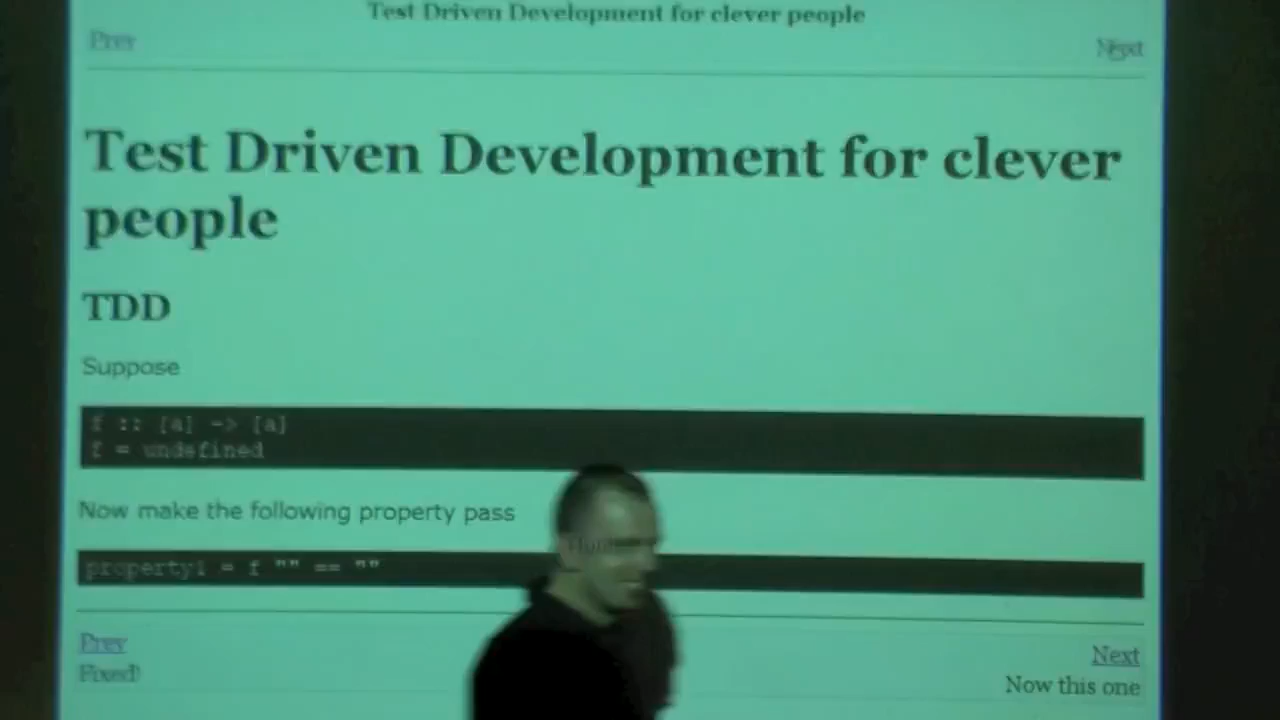 Test Driven Development for clever people
Prev
Next
Test Driven Development for clever
people
TDD
Suppose
f :: [a] -> [a]
f = undefined
Now make the following property pass
property1 = f "" == ""
Prev
Next
Fixed!
Now this one